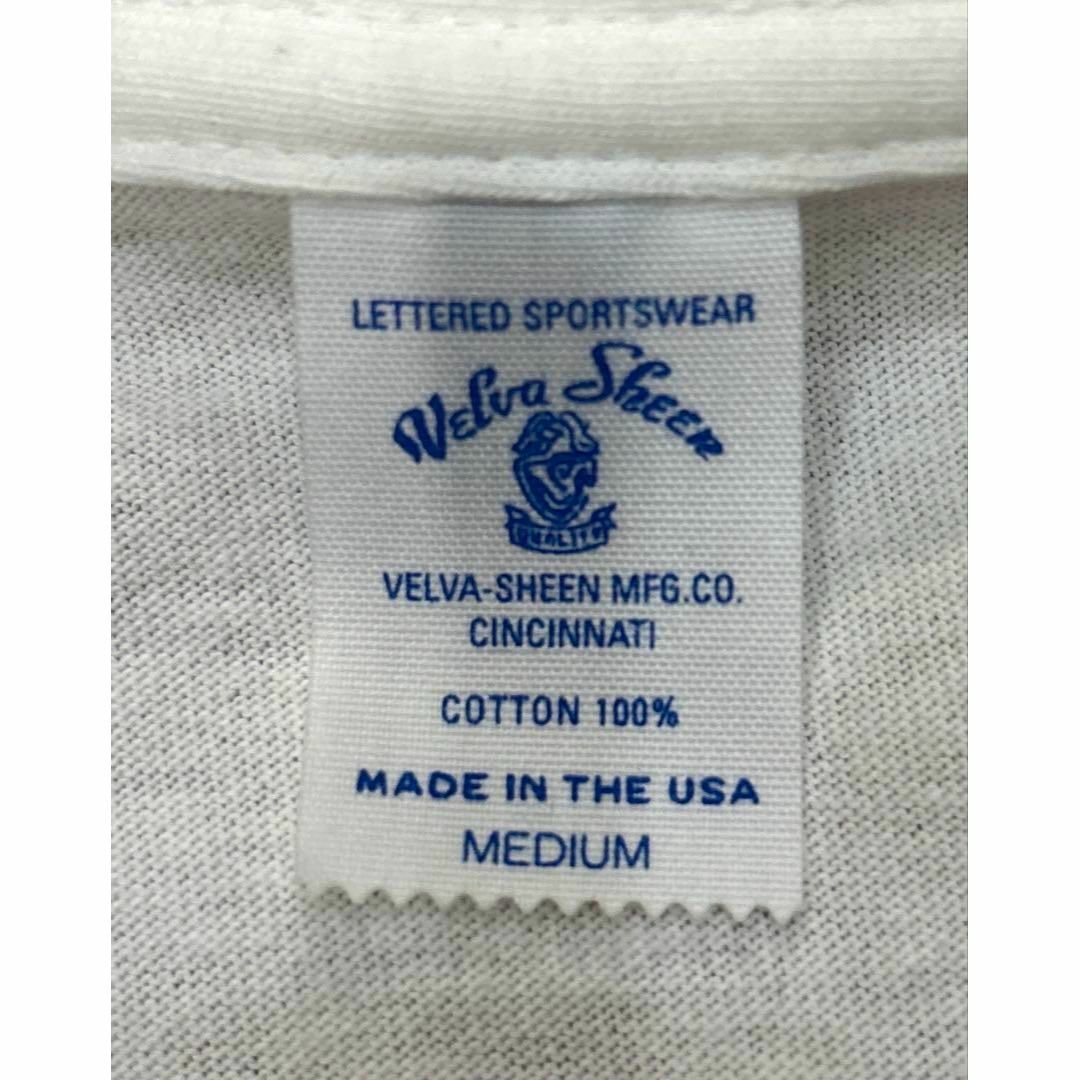 LETTERED SPORTSWEAR
Velva Sheen
QUALITY
VELVA-SHEEN MFG.CO.
CINCINNATI
COTTON 100%
MADE IN THE USA
MEDIUM